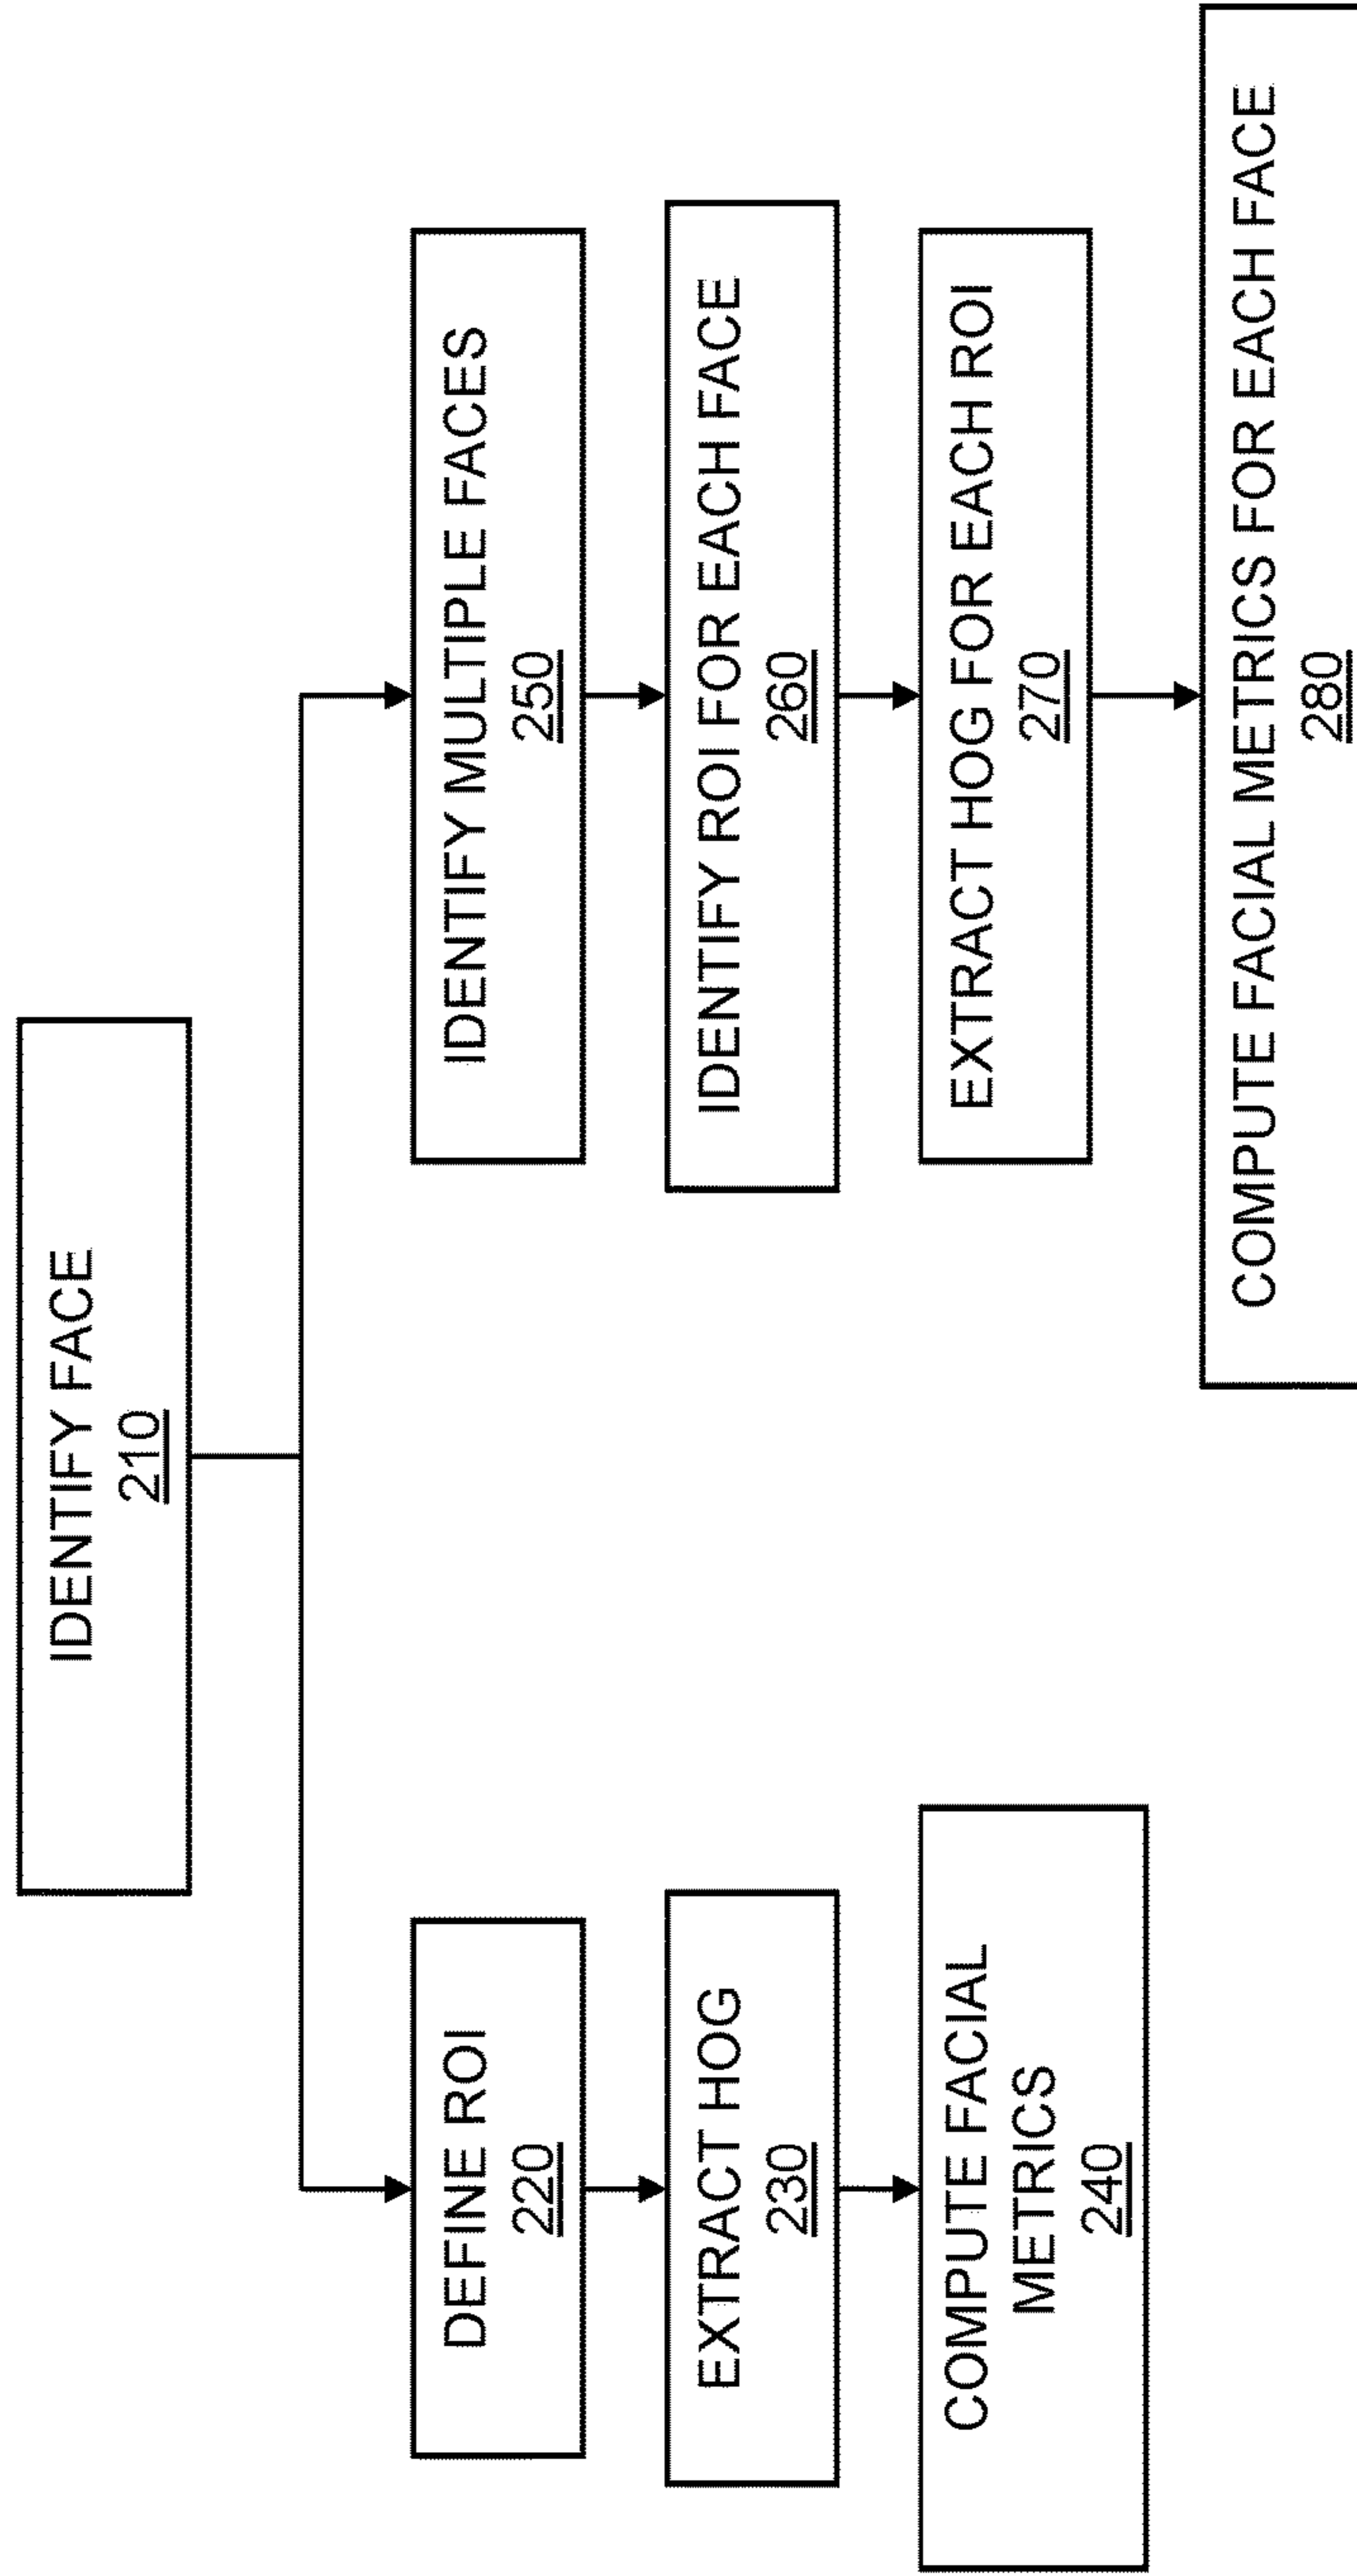 IDENTIFY FACE
210
DEFINE ROI
220
EXTRACT HOG
230
COMPUTE FACIAL
METRICS
240
IDENTIFY MULTIPLE FACES
250
IDENTIFY ROI FOR EACH FACE
260
EXTRACT HOG FOR EACH ROI
270
COMPUTE FACIAL METRICS FOR EACH FACE
280